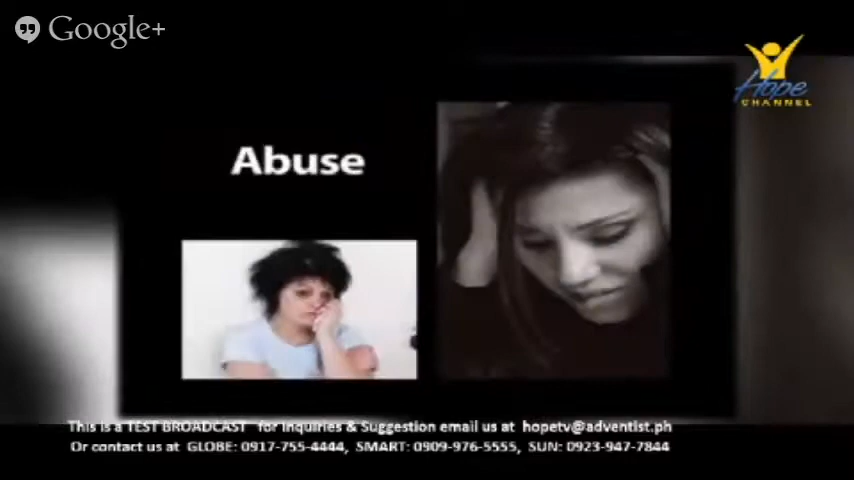 Google+
Hope
CHANNEL
Abuse
This is a TEST BROADCAST for Inquiries & Suggestion email us at hopetv@adventist.ph
Or contact us at GLOBE: 0917-755-4444, SMART: 0909-976-5555, SUN: 0923-947-7844